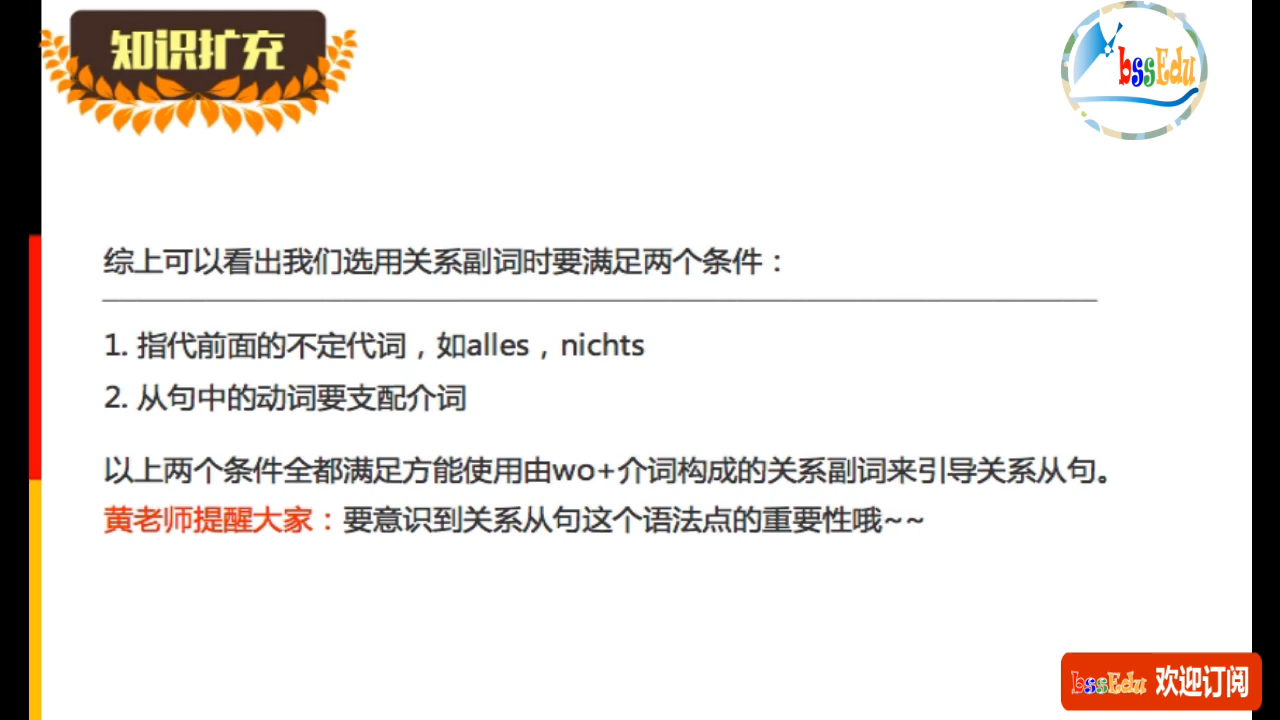 知识扩充
bssEdu
综上可以看出我们选用关系副词时要满足两个条件：
1. 指代前面的不定代词，如alles，nichts
2. 从句中的动词要支配介词
以上两个条件全都满足方能使用由wo+介词构成的关系副词来引导关系从句。
黄老师提醒大家：要意识到关系从句这个语法点的重要性哦~~
bssEdu 欢迎订阅